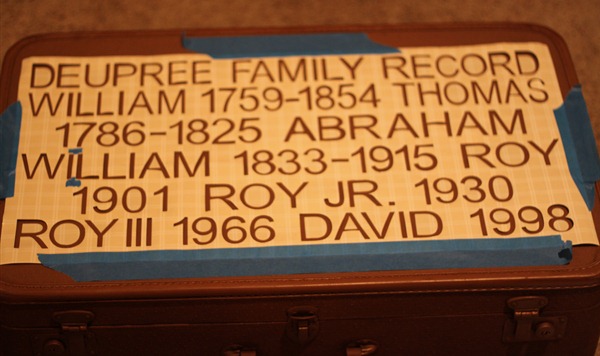 DEUPREE FAMILY RECORD
WILLIAM 1759-1854 THOMAS
1786-1825 ABRAHAM
WILLIAM 1833-1915 ROY
1901 ROY JR. 1930
ROY III 1966 DAVID 1998